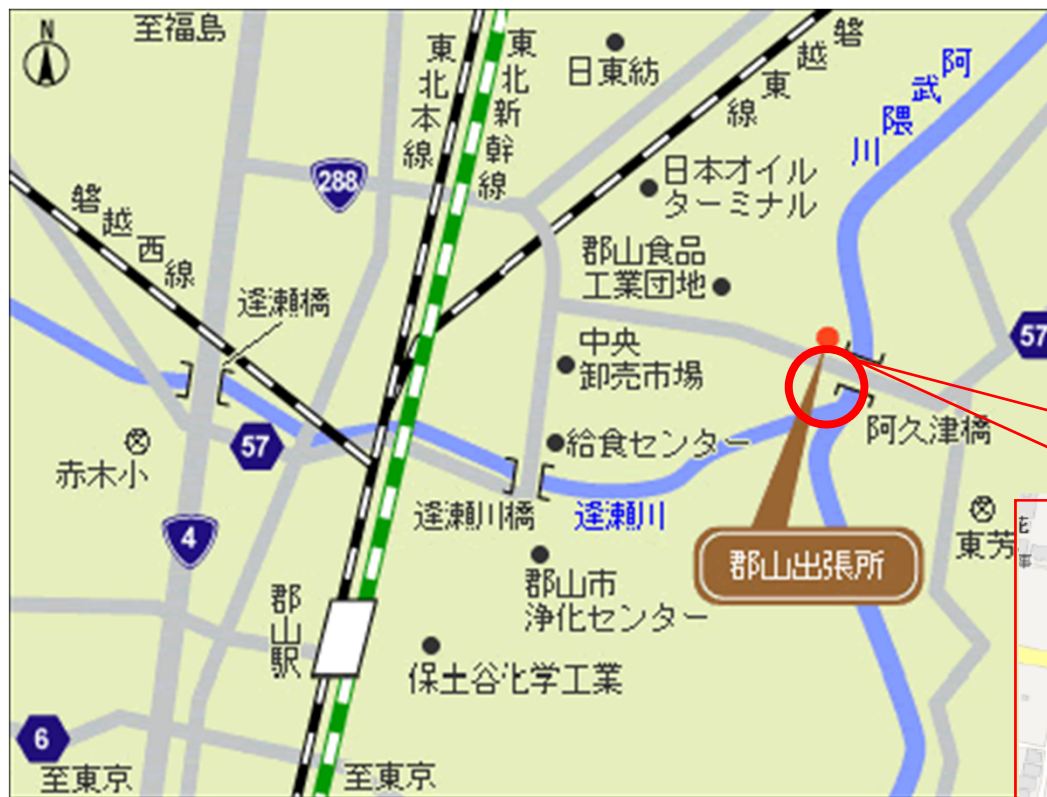 N
至福島
東北本線
東北新幹線
日東紡
磐越東線
阿武隈川
288
日本オイル
ターミナル
磐越西線
郡山食品
工業団地
逢瀬橋
57
中央
卸売市場
阿久津橋
給食センター
赤木小
57
逢瀬川橋
逢瀬川
4
東芳
郡山出張所
郡山市
浄化センター
郡山駅
保土谷化学工業
6
至東京
至東京